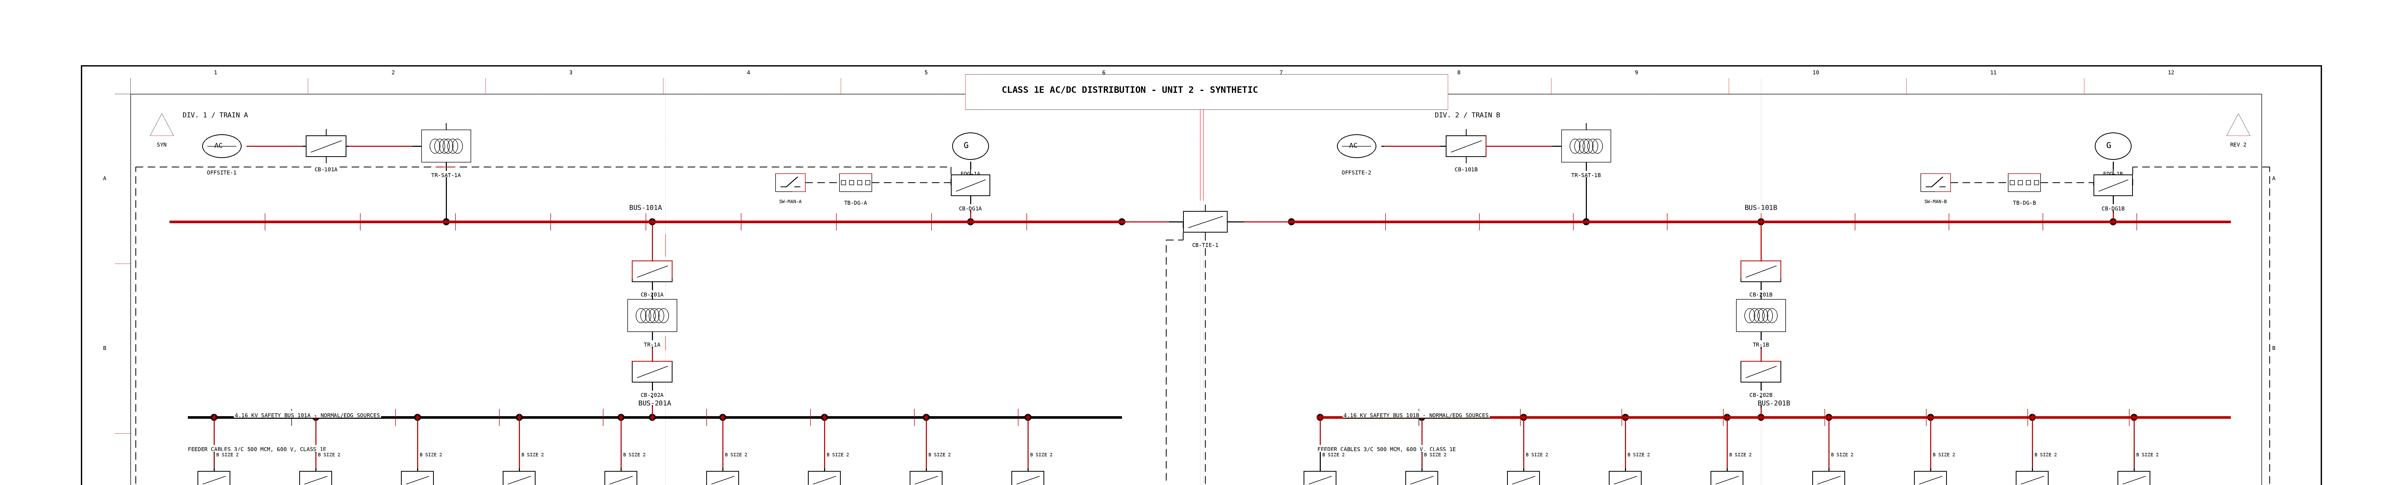 1 2 3 4 5 6 7 8 9 10 11 12
CLASS 1E AC/DC DISTRIBUTION - UNIT 2 - SYNTHETIC
DIV. 1 / TRAIN A
DIV. 2 / TRAIN B
SYN
AC
OFFSITE-1
CB-101A
TR-SAT-1A
G
EDG-1A
AC
OFFSITE-2
CB-101B
TR-SAT-1B
G
EDG-1B
REV 2
A
A
SW-MAN-A
TB-DG-A
CB-DG1A
SW-MAN-B
TB-DG-B
CB-DG1B
BUS-101A
BUS-101B
CB-TIE-1
CB-201A
CB-201B
TR-1A
TR-1B
B
B
CB-202A
CB-202B
BUS-201A
BUS-201B
4.16 KV SAFETY BUS 101A - NORMAL/EDG SOURCES
4.16 KV SAFETY BUS 101B - NORMAL/EDG SOURCES
FEEDER CABLES 3/C 500 MCM, 600 V, CLASS 1E
FEEDER CABLES 3/C 500 MCM, 600 V, CLASS 1E
B SIZE 2 B SIZE 2 B SIZE 2 B SIZE 2 B SIZE 2 B SIZE 2 B SIZE 2 B SIZE 2 B SIZE 2
B SIZE 2 B SIZE 2 B SIZE 2 B SIZE 2 B SIZE 2 B SIZE 2 B SIZE 2 B SIZE 2 B SIZE 2